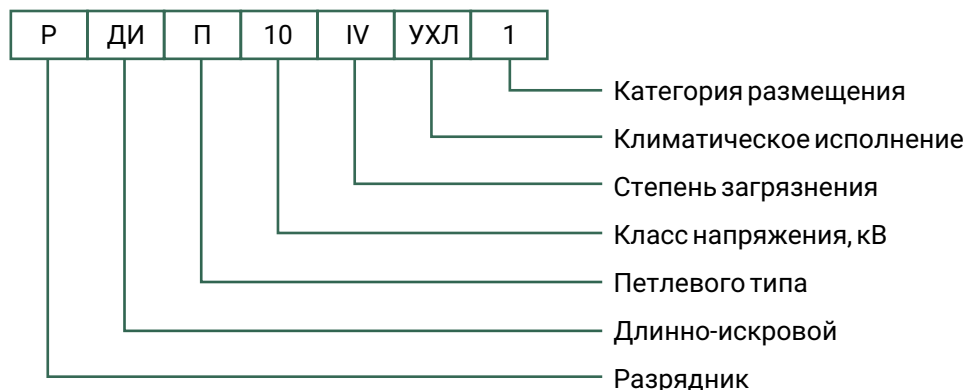 Р ДИ П 10 IV УХЛ 1
Категория размещения
Климатическое исполнение
Степень загрязнения
Класс напряжения, кВ
Петлевого типа
Длинно-искровой
Разрядник